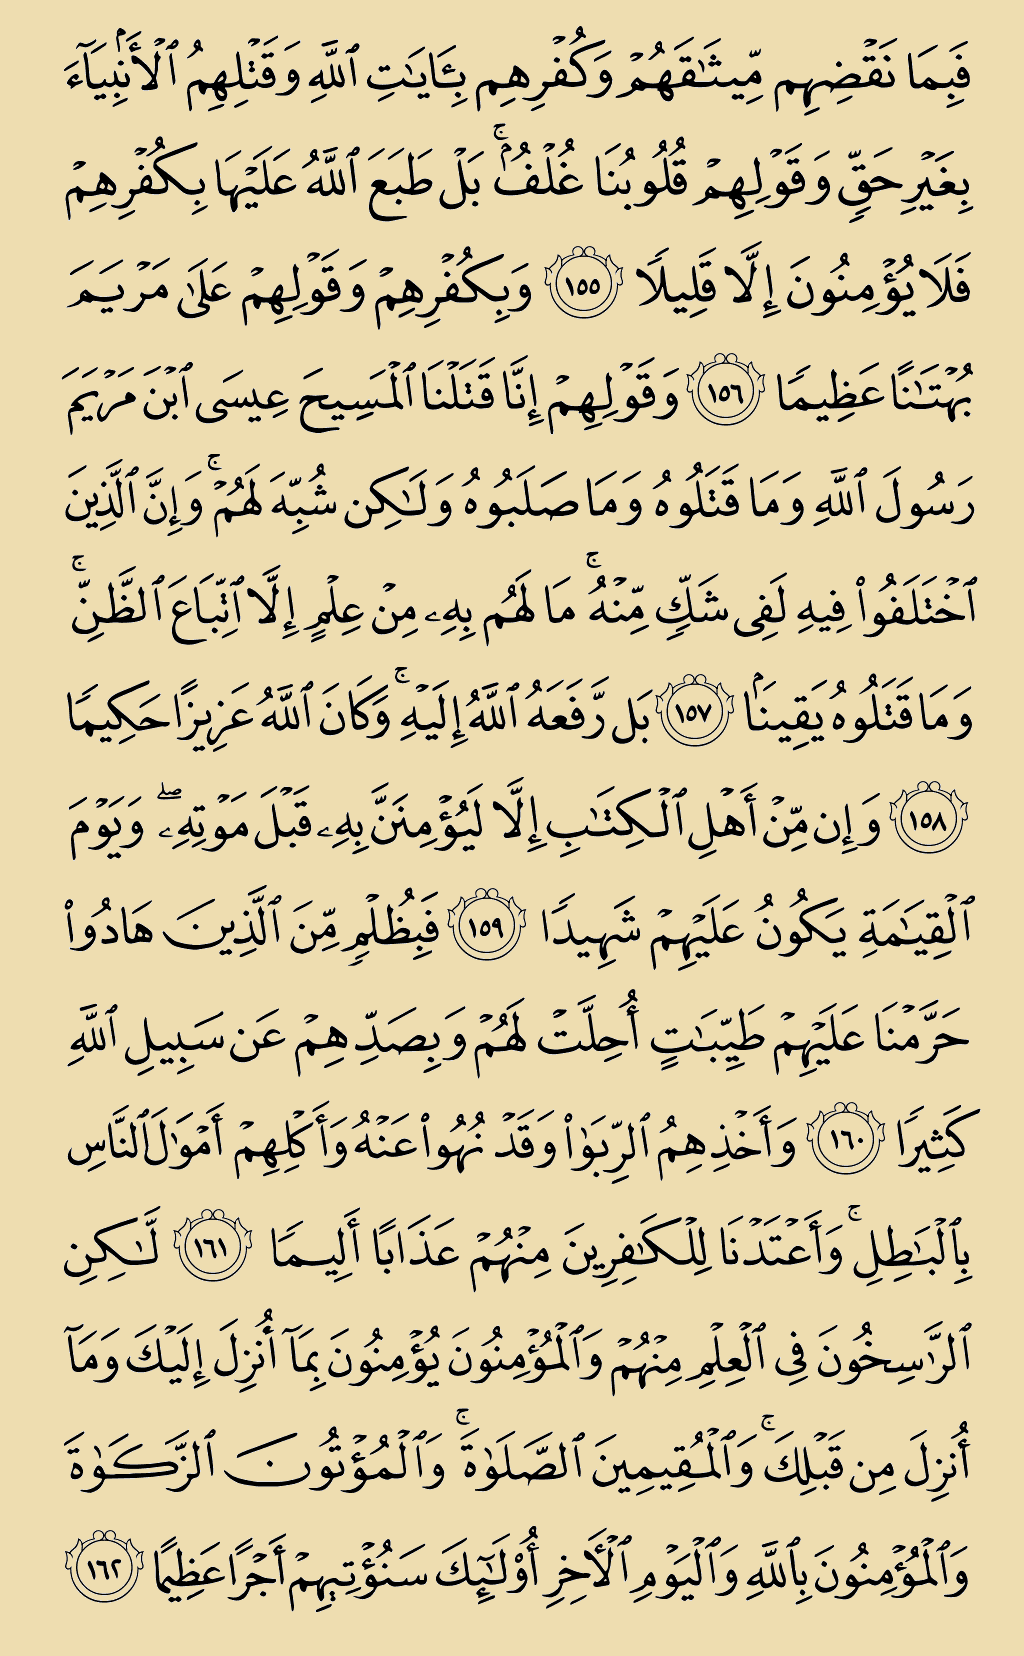 فَبِمَا نَقْضِهِم مِّيثَـٰقَهُمْ وَكُفْرِهِم بِـَٔايَـٰتِ ٱللَّهِ وَقَتْلِهِمُ ٱلْأَنۢبِيَآءَ
بِغَيْرِ حَقٍّ وَقَوْلِهِمْ قُلُوبُنَا غُلْفُۢ ۚ بَلْ طَبَعَ ٱللَّهُ عَلَيْهَا بِكُفْرِهِمْ
فَلَا يُؤْمِنُونَ إِلَّا قَلِيلًا ١٥٥ وَبِكُفْرِهِمْ وَقَوْلِهِمْ عَلَىٰ مَرْيَمَ
بُهْتَـٰنًا عَظِيمًا ١٥٦ وَقَوْلِهِمْ إِنَّا قَتَلْنَا ٱلْمَسِيحَ عِيسَى ٱبْنَ مَرْيَمَ
رَسُولَ ٱللَّهِ وَمَا قَتَلُوهُ وَمَا صَلَبُوهُ وَلَـٰكِن شُبِّهَ لَهُمْ ۚ وَإِنَّ ٱلَّذِينَ
ٱخْتَلَفُوا۟ فِيهِ لَفِى شَكٍّ مِّنْهُ ۚ مَا لَهُم بِهِۦ مِنْ عِلْمٍ إِلَّا ٱتِّبَاعَ ٱلظَّنِّ ۚ
وَمَا قَتَلُوهُ يَقِينَۢا ١٥٧ بَل رَّفَعَهُ ٱللَّهُ إِلَيْهِ ۚ وَكَانَ ٱللَّهُ عَزِيزًا حَكِيمًا
١٥٨ وَإِن مِّنْ أَهْلِ ٱلْكِتَـٰبِ إِلَّا لَيُؤْمِنَنَّ بِهِۦ قَبْلَ مَوْتِهِۦ ۖ وَيَوْمَ
ٱلْقِيَـٰمَةِ يَكُونُ عَلَيْهِمْ شَهِيدًا ١٥٩ فَبِظُلْمٍ مِّنَ ٱلَّذِينَ هَادُوا۟
حَرَّمْنَا عَلَيْهِمْ طَيِّبَـٰتٍ أُحِلَّتْ لَهُمْ وَبِصَدِّهِمْ عَن سَبِيلِ ٱللَّهِ
كَثِيرًا ١٦٠ وَأَخْذِهِمُ ٱلرِّبَوٰا۟ وَقَدْ نُهُوا۟ عَنْهُ وَأَكْلِهِمْ أَمْوَٰلَ ٱلنَّاسِ
بِٱلْبَـٰطِلِ ۚ وَأَعْتَدْنَا لِلْكَـٰفِرِينَ مِنْهُمْ عَذَابًا أَلِيمًا ١٦١ لَّـٰكِنِ
ٱلرَّٰسِخُونَ فِى ٱلْعِلْمِ مِنْهُمْ وَٱلْمُؤْمِنُونَ يُؤْمِنُونَ بِمَآ أُنزِلَ إِلَيْكَ وَمَآ
أُنزِلَ مِن قَبْلِكَ ۚ وَٱلْمُقِيمِينَ ٱلصَّلَوٰةَ ۚ وَٱلْمُؤْتُونَ ٱلزَّكَوٰةَ
وَٱلْمُؤْمِنُونَ بِٱللَّهِ وَٱلْيَوْمِ ٱلْـَٔاخِرِ أُو۟لَـٰٓئِكَ سَنُؤْتِيهِمْ أَجْرًا عَظِيمًا ١٦٢